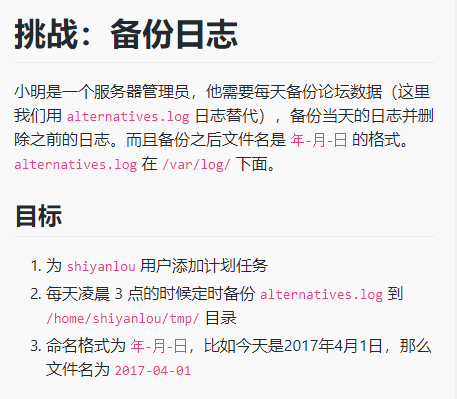 挑战：备份日志
小明是一个服务器管理员，他需要每天备份论坛数据（这里
我们用 alternatives.log 日志替代），备份当天的日志并删
除之前的日志。而且备份之后文件名是 年-月-日 的格式。
alternatives.log 在 /var/log/ 下面。
目标
1. 为 shiyanlou 用户添加计划任务
2. 每天凌晨 3 点的时候定时备份 alternatives.log 到
/home/shiyanlou/tmp/ 目录
3. 命名格式为 年-月-日，比如今天是2017年4月1日，那么
文件名为 2017-04-01